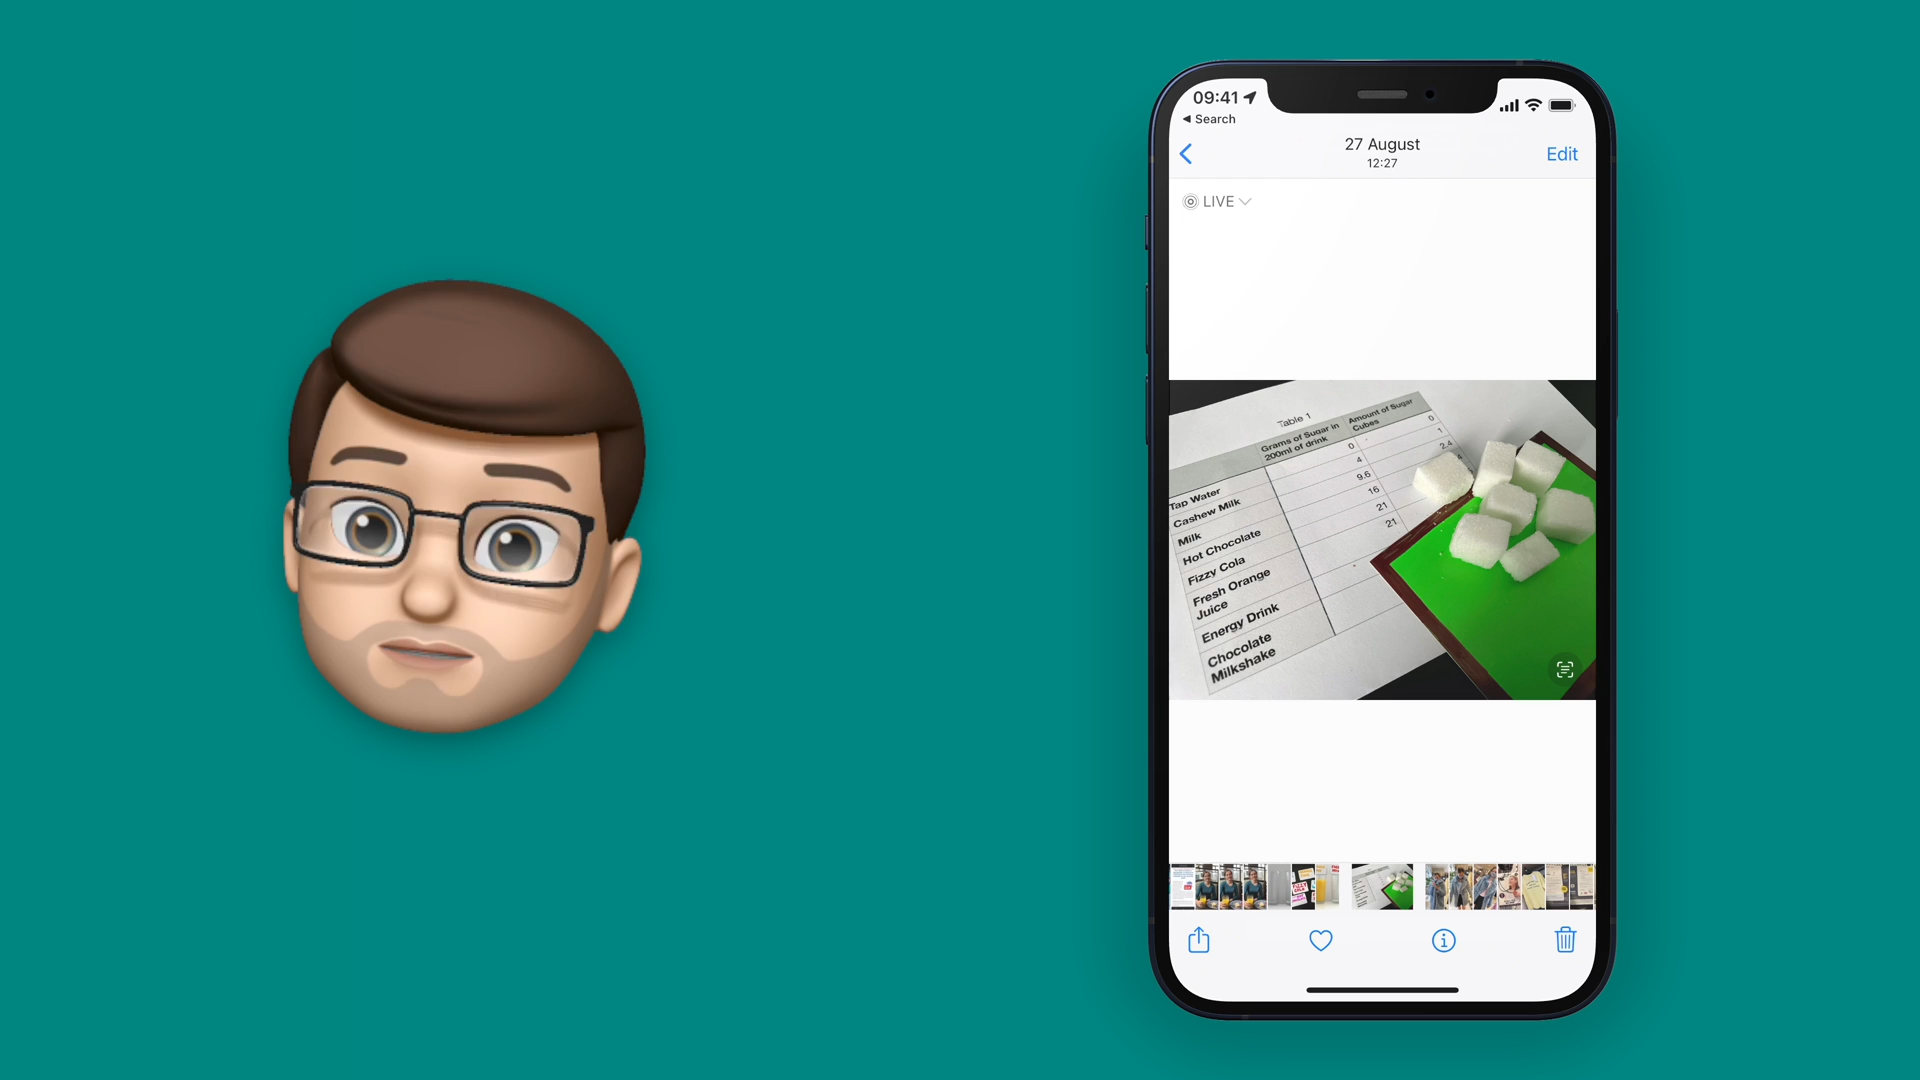 09:41
Search
27 August
12:27
Edit
LIVE
Table 1
Grams of Sugar in
200ml of drink
Amount of Sugar
Cubes
Tap Water 0 0
Cashew Milk 4 1
Milk 9.6 2.4
Hot Chocolate 16 4
Fizzy Cola 21
Fresh Orange 21
Juice
Energy Drink
Chocolate
Milkshake